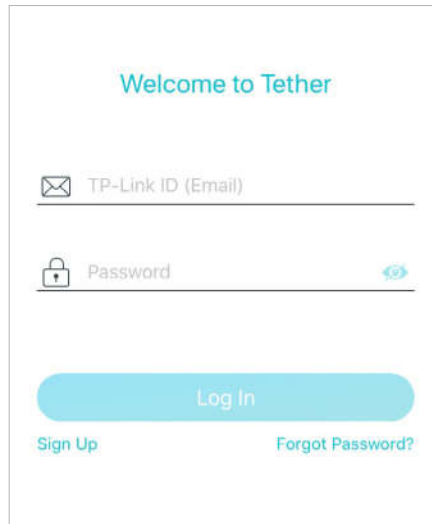 Welcome to Tether
TP-Link ID (Email)
Password
Log In
Sign Up Forgot Password?